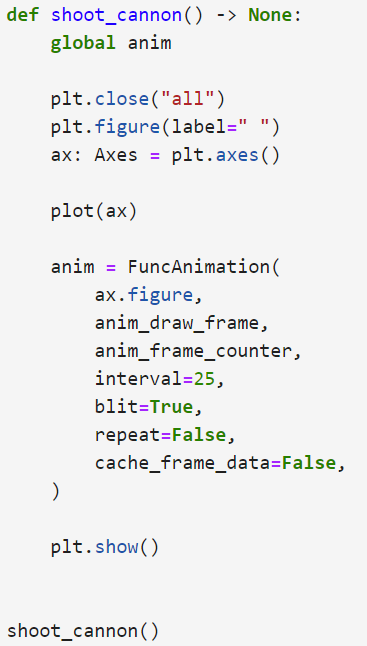 def shoot_cannon() -> None:
    global anim

    plt.close("all")
    plt.figure(label=" ")
    ax: Axes = plt.axes()

    plot(ax)

    anim = FuncAnimation(
        ax.figure,
        anim_draw_frame,
        anim_frame_counter,
        interval=25,
        blit=True,
        repeat=False,
        cache_frame_data=False,
    )

    plt.show()


shoot_cannon()